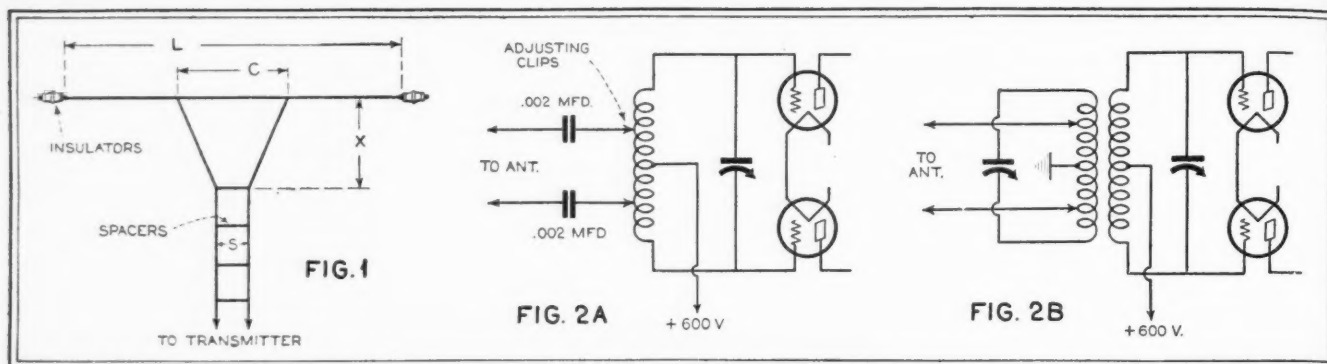 L
C
X
INSULATORS
SPACERS
S
FIG. 1
TO TRANSMITTER
ADJUSTING
CLIPS
.002 MFD.
TO ANT.
.002 MFD
FIG. 2A
+600 V.
TO
ANT.
FIG. 2B
+600 V.